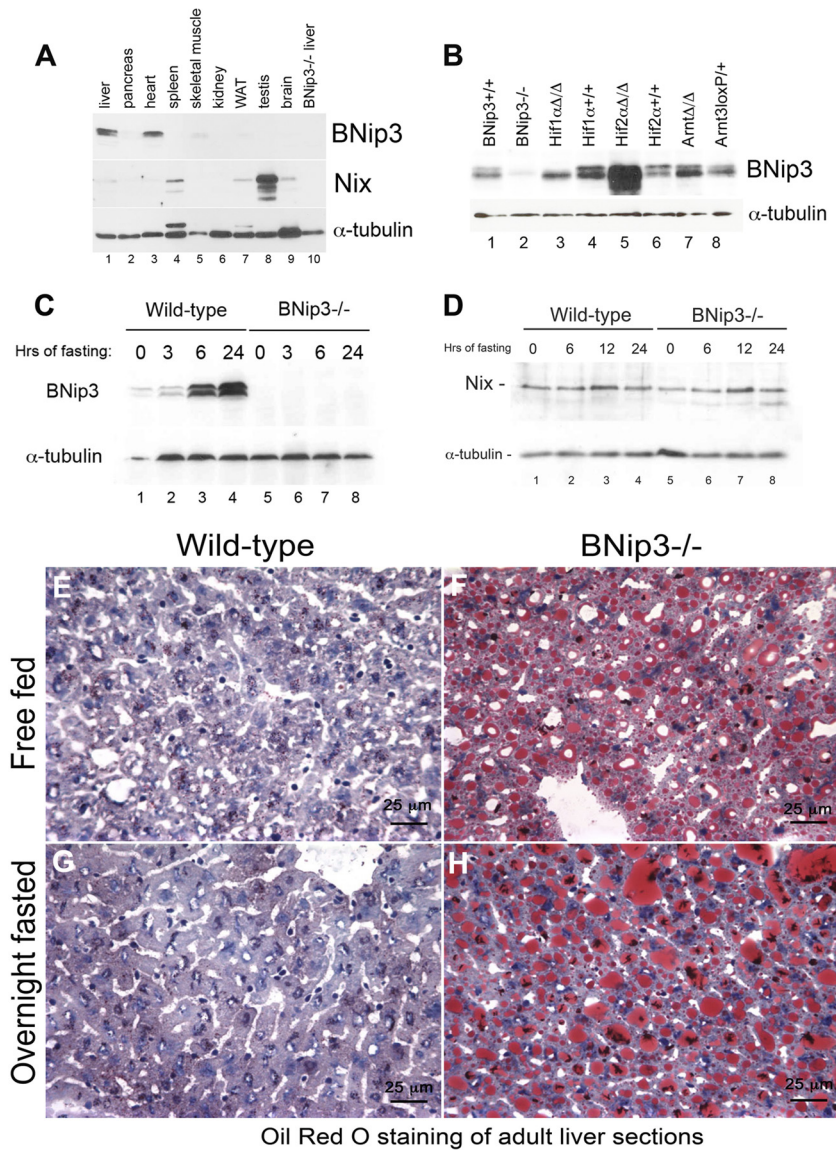 A
liver
pancreas
heart
spleen
skeletal muscle
kidney
WAT
testis
brain
BNip3-/- liver
BNip3
Nix
α-tubulin
1 2 3 4 5 6 7 8 9 10
B
BNip3+/+
BNip3-/-
Hif1αΔ/Δ
Hif1α+/+
Hif2αΔ/Δ
Hif2α+/+
ArntΔ/Δ
Arnt3loxP/+
BNip3
α-tubulin
1 2 3 4 5 6 7 8
C
Wild-type BNip3-/-
Hrs of fasting: 0 3 6 24 0 3 6 24
BNip3
α-tubulin
1 2 3 4 5 6 7 8
D
Wild-type BNip3-/-
Hrs of fasting 0 6 12 24 0 6 12 24
Nix -
α-tubulin -
1 2 3 4 5 6 7 8
Wild-type BNip3-/-
Free fed
E
25 μm
F
25 μm
Overnight fasted
G
25 μm
H
25 μm
Oil Red O staining of adult liver sections